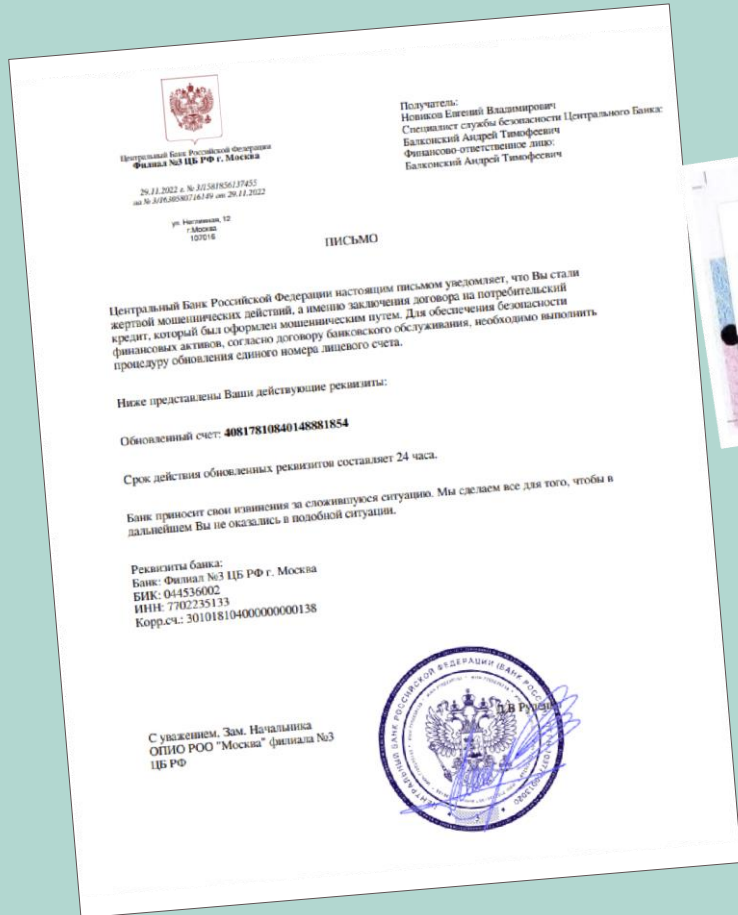 Центральный Банк Российской Федерации
Филиал №3 ЦБ РФ г. Москва
29.11.2022 г. № 3/1581856137455
на № 3/1630580716149 от 29.11.2022
ул. Неглинная, 12
г.Москва
107016
Получатель:
Новиков Евгений Владимирович
Специалист службы безопасности Центрального Банка:
Балконский Андрей Тимофеевич
Финансово-ответственное лицо:
Балконский Андрей Тимофеевич
ПИСЬМО
Центральный Банк Российской Федерации настоящим письмом уведомляет, что Вы стали
жертвой мошеннических действий, а именно заключения договора на потребительский
кредит, который был оформлен мошенническим путем. Для обеспечения безопасности
финансовых активов, согласно договору банковского обслуживания, необходимо выполнить
процедуру обновления единого номера лицевого счета.
Ниже представлены Ваши действующие реквизиты:
Обновленный счет: 40817810840148881854
Срок действия обновленных реквизитов составляет 24 часа.
Банк приносит свои извинения за сложившуюся ситуацию. Мы сделаем все для того, чтобы в
дальнейшем Вы не оказались в подобной ситуации.
Реквизиты банка:
Банк: Филиал №3 ЦБ РФ г. Москва
БИК: 044536002
ИНН: 7702235133
Корр.сч.: 301018104000000000138
С уважением, Зам. Начальника
ОПИО РОО "Москва" филиала №3
ЦБ РФ
ЦЕНТРАЛЬНЫЙ БАНК РОССИЙСКОЙ ФЕДЕРАЦИИ (БАНК